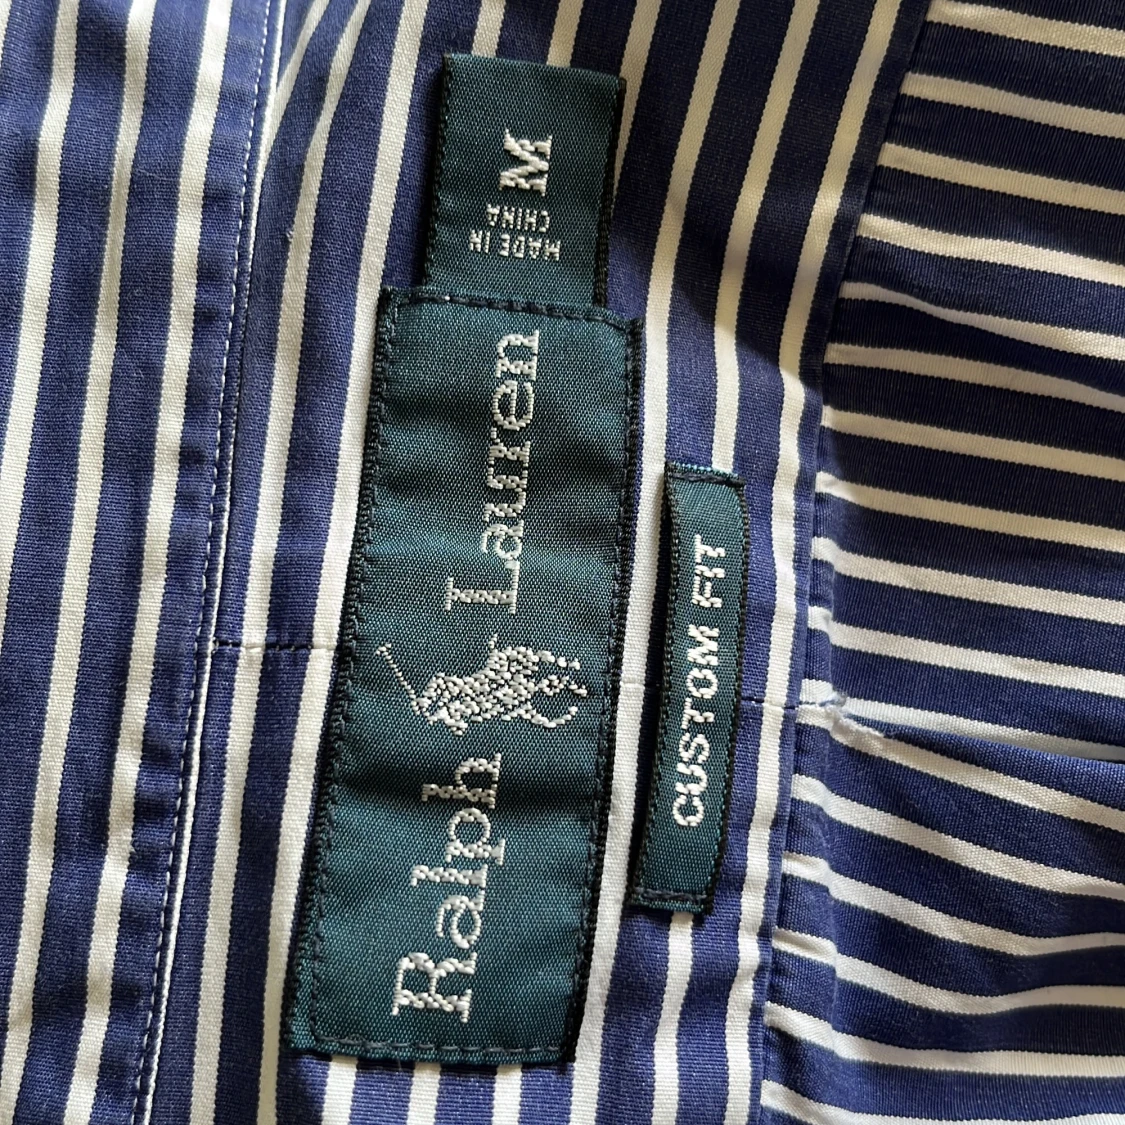 Ralph Lauren
M
MADE IN
CHINA
CUSTOM FIT